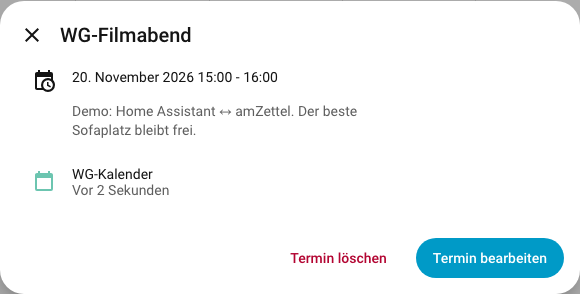 WG-Filmabend
20. November 2026 15:00 - 16:00
Demo: Home Assistant ↔ amZettel. Der beste
Sofaplatz bleibt frei.
WG-Kalender
Vor 2 Sekunden
Termin löschen
Termin bearbeiten